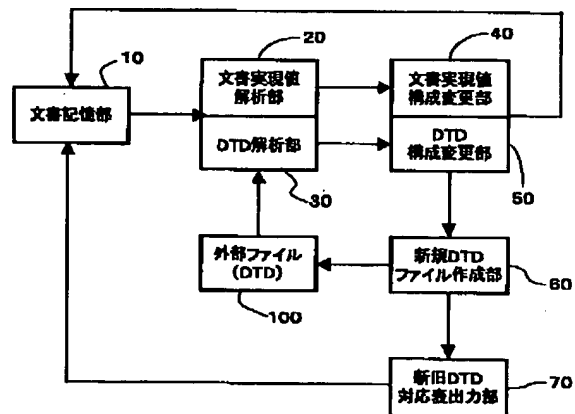 10
文書記憶部
20
文書実現値
解析部
DTD解析部
30
40
文書実現値
構成変更部
DTD
構成変更部
50
外部ファイル
(DTD)
100
新規DTD
ファイル作成部
60
新旧DTD
対応表出力部
70